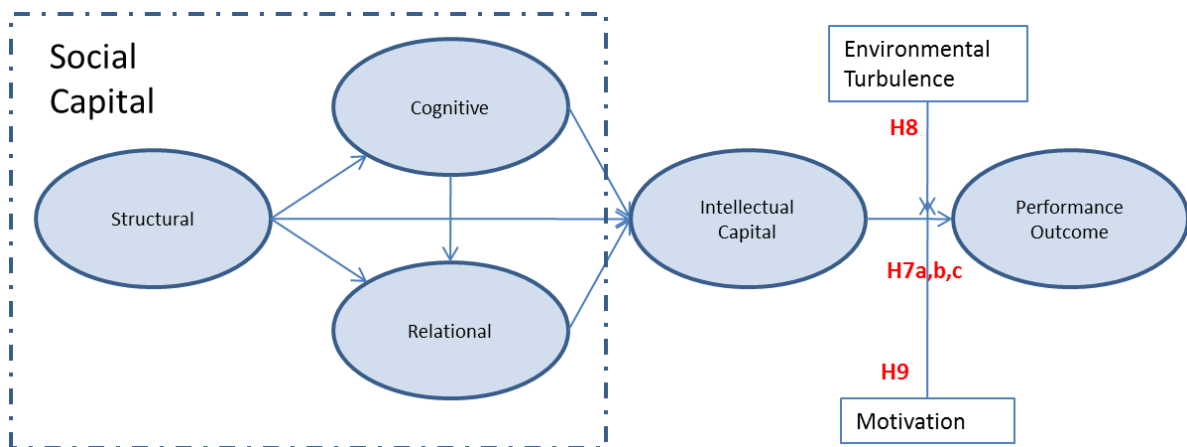 Social
Capital
Cognitive
Structural
Relational
Intellectual
Capital
Environmental
Turbulence
H8
Performance
Outcome
H7a,b,c
H9
Motivation